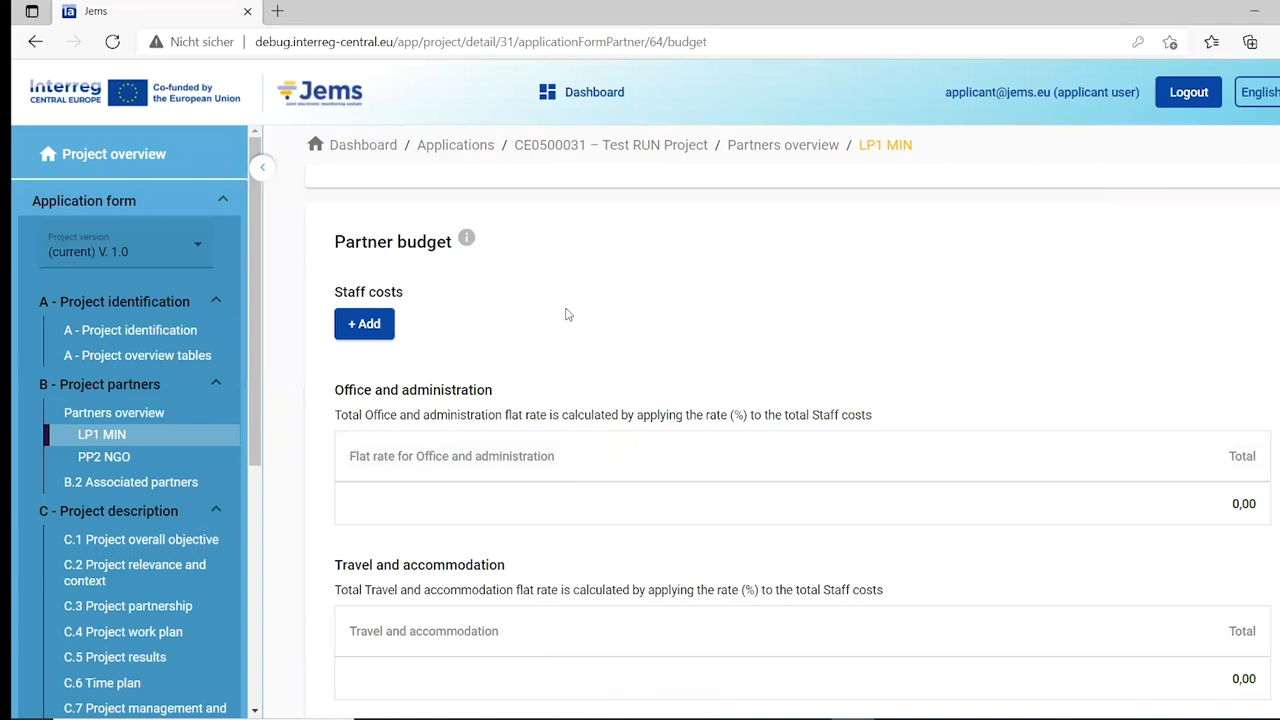 Jems
Nicht sicher
debug.interreg-central.eu/app/project/detail/31/applicationFormPartner/64/budget
Interreg
CENTRAL EUROPE
Co-funded by
the European Union
Jems
Joint electronic monitoring system
Dashboard
applicant@jems.eu (applicant user)
Logout
English
Project overview
Dashboard / Applications / CE0500031 – Test RUN Project / Partners overview / LP1 MIN
Application form
Project version
(current) V. 1.0
A - Project identification
A - Project identification
A - Project overview tables
B - Project partners
Partners overview
LP1 MIN
PP2 NGO
B.2 Associated partners
C - Project description
C.1 Project overall objective
C.2 Project relevance and
context
C.3 Project partnership
C.4 Project work plan
C.5 Project results
C.6 Time plan
C.7 Project management and
Partner budget
Staff costs
+ Add
Office and administration
Total Office and administration flat rate is calculated by applying the rate (%) to the total Staff costs
Flat rate for Office and administration Total
0,00
Travel and accommodation
Total Travel and accommodation flat rate is calculated by applying the rate (%) to the total Staff costs
Travel and accommodation Total
0,00